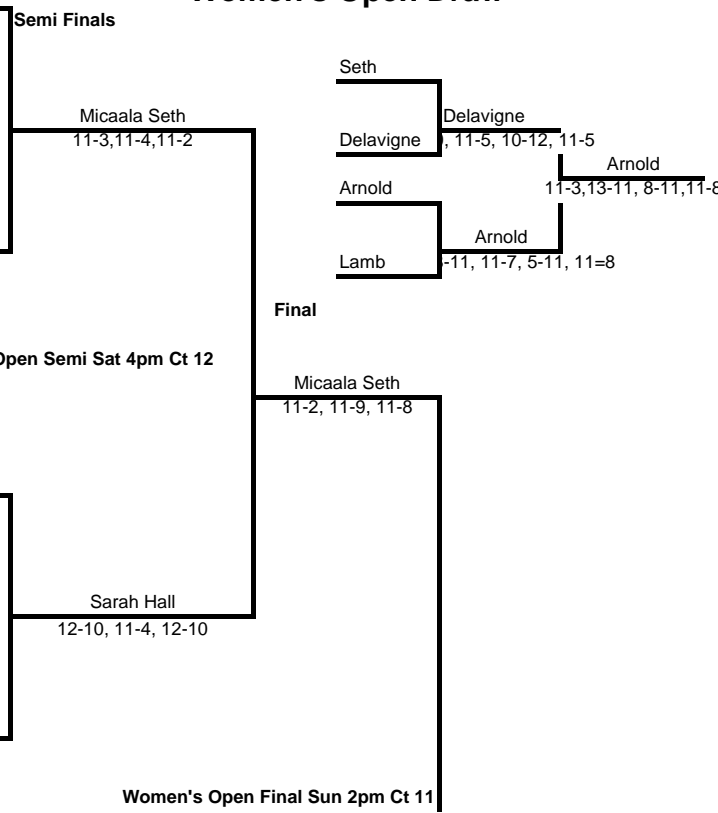 Women's Open Draw
Semi Finals
Seth
Micaala Seth
11-3,11-4,11-2
Delavigne
Delavigne
, 11-5, 10-12, 11-5
Arnold
11-3,13-11, 8-11,11-8
Arnold
Arnold
Lamb
-11, 11-7, 5-11, 11=8
Final
Open Semi Sat 4pm Ct 12
Micaala Seth
11-2, 11-9, 11-8
Sarah Hall
12-10, 11-4, 12-10
Women's Open Final Sun 2pm Ct 11